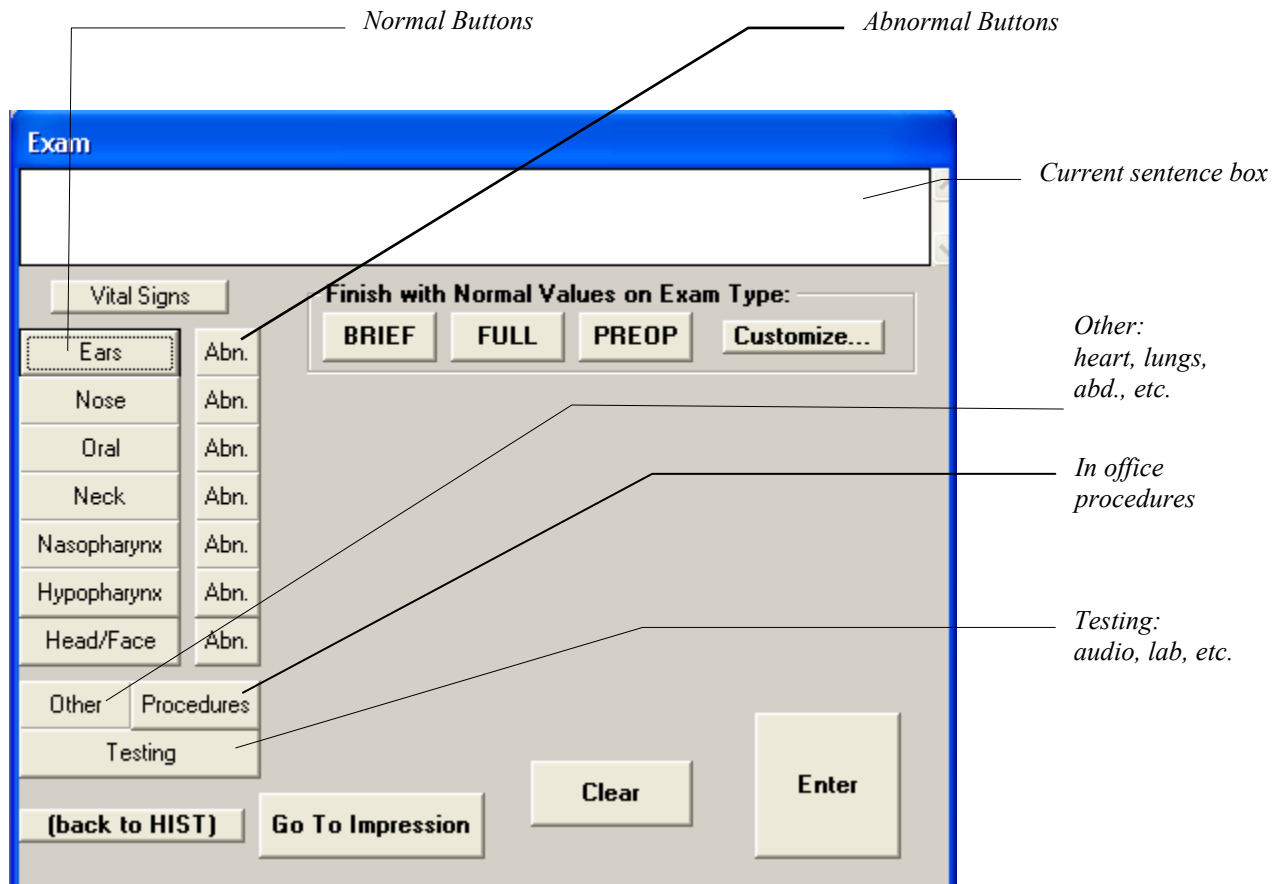 Normal Buttons
Abnormal Buttons
Exam
Current sentence box
Vital Signs
Finish with Normal Values on Exam Type:
BRIEF FULL PREOP Customize...
Other:
heart, lungs,
abd., etc.
Ears Abn.
Nose Abn.
Oral Abn.
Neck Abn.
In office
procedures
Nasopharynx Abn.
Hypopharynx Abn.
Head/Face Abn.
Testing:
audio, lab, etc.
Other Procedures
Testing
Clear
Enter
(back to HIST) Go To Impression